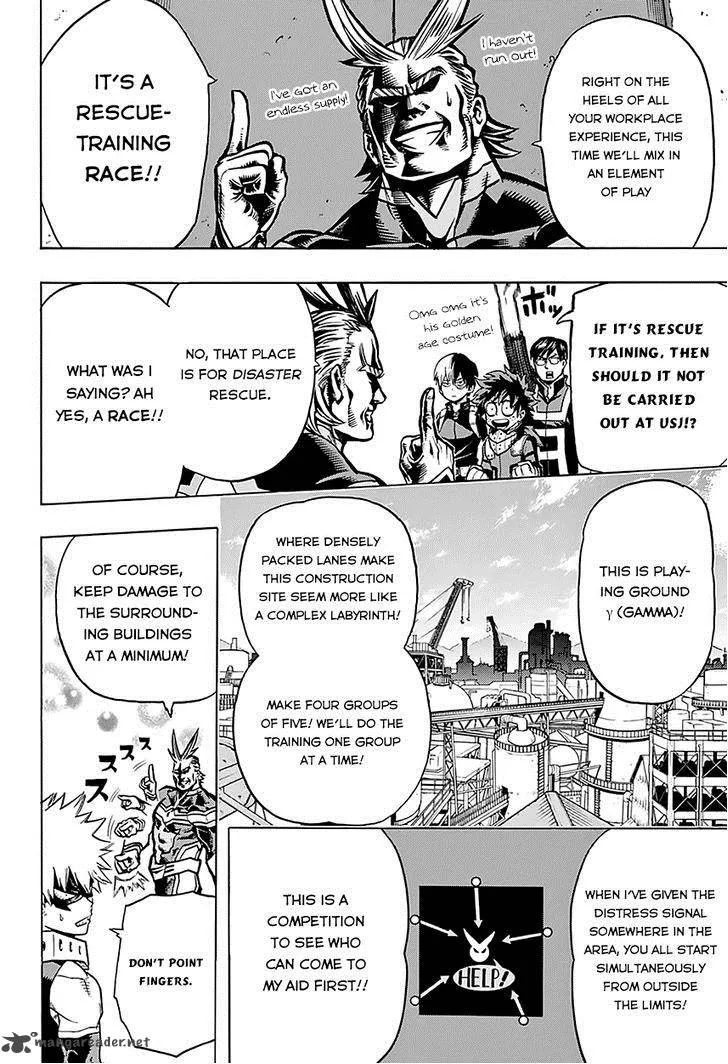 RIGHT ON THE
HEELS OF ALL
YOUR WORKPLACE
EXPERIENCE, THIS
TIME WE'LL MIX IN
AN ELEMENT
OF PLAY
I haven't
run out!
I've got an
endless supply!
IT'S A
RESCUE-
TRAINING
RACE!!
IF IT'S RESCUE
TRAINING, THEN
SHOULD IT NOT
BE CARRIED
OUT AT USJ!?
ボッ
OMG OMG it's
his golden
age costume!
NO, THAT PLACE
IS FOR DISASTER
RESCUE.
WHAT WAS I
SAYING? AH
YES, A RACE!!
THIS IS PLAY-
ING GROUND
γ (GAMMA)!
WHERE DENSELY
PACKED LANES MAKE
THIS CONSTRUCTION
SITE SEEM MORE LIKE
A COMPLEX LABYRINTH!
MAKE FOUR GROUPS
OF FIVE! WE'LL DO THE
TRAINING ONE GROUP
AT A TIME!
WHEN I'VE GIVEN THE
DISTRESS SIGNAL
SOMEWHERE IN THE
AREA, YOU ALL START
SIMULTANEOUSLY
FROM OUTSIDE
THE LIMITS!
HELP!
THIS IS A
COMPETITION
TO SEE WHO
CAN COME TO
MY AID FIRST!!
OF COURSE,
KEEP DAMAGE TO
THE SURROUND-
ING BUILDINGS
AT A MINIMUM!
ススス
DON'T POINT
FINGERS.
mangareader.net